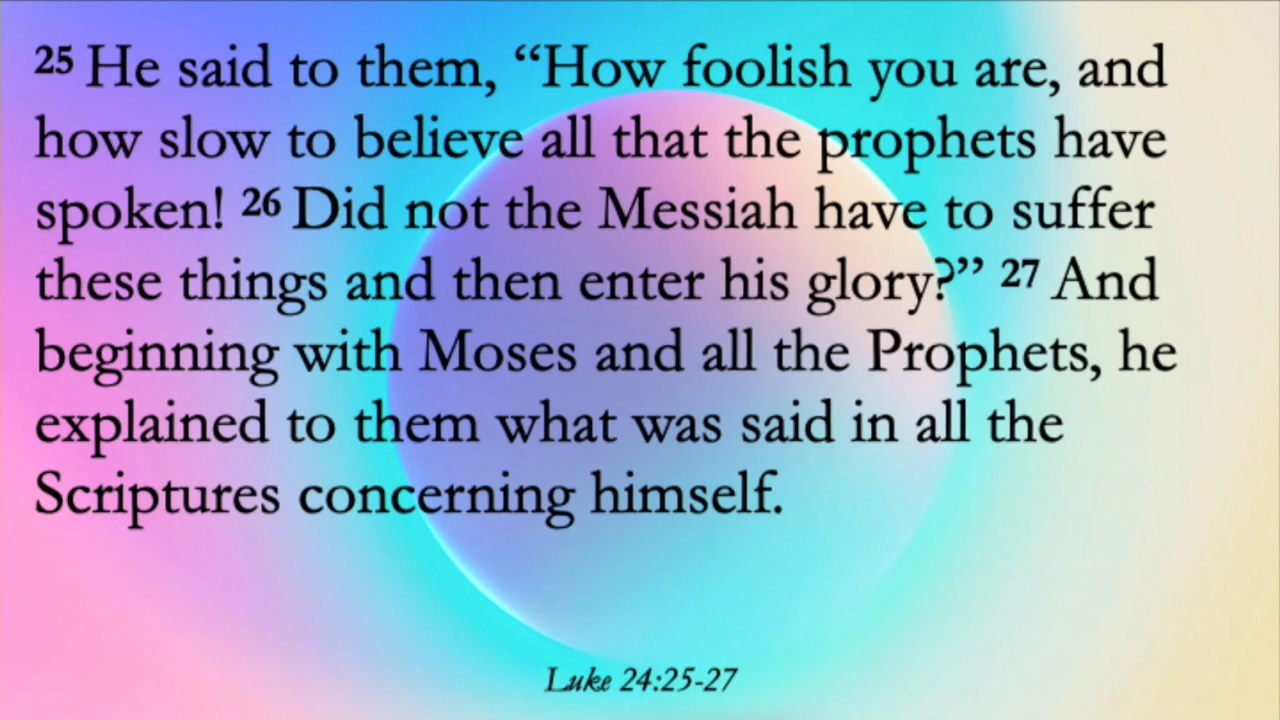 25 He said to them, “How foolish you are, and
how slow to believe all that the prophets have
spoken! 26 Did not the Messiah have to suffer
these things and then enter his glory?” 27 And
beginning with Moses and all the Prophets, he
explained to them what was said in all the
Scriptures concerning himself.
Luke 24:25-27